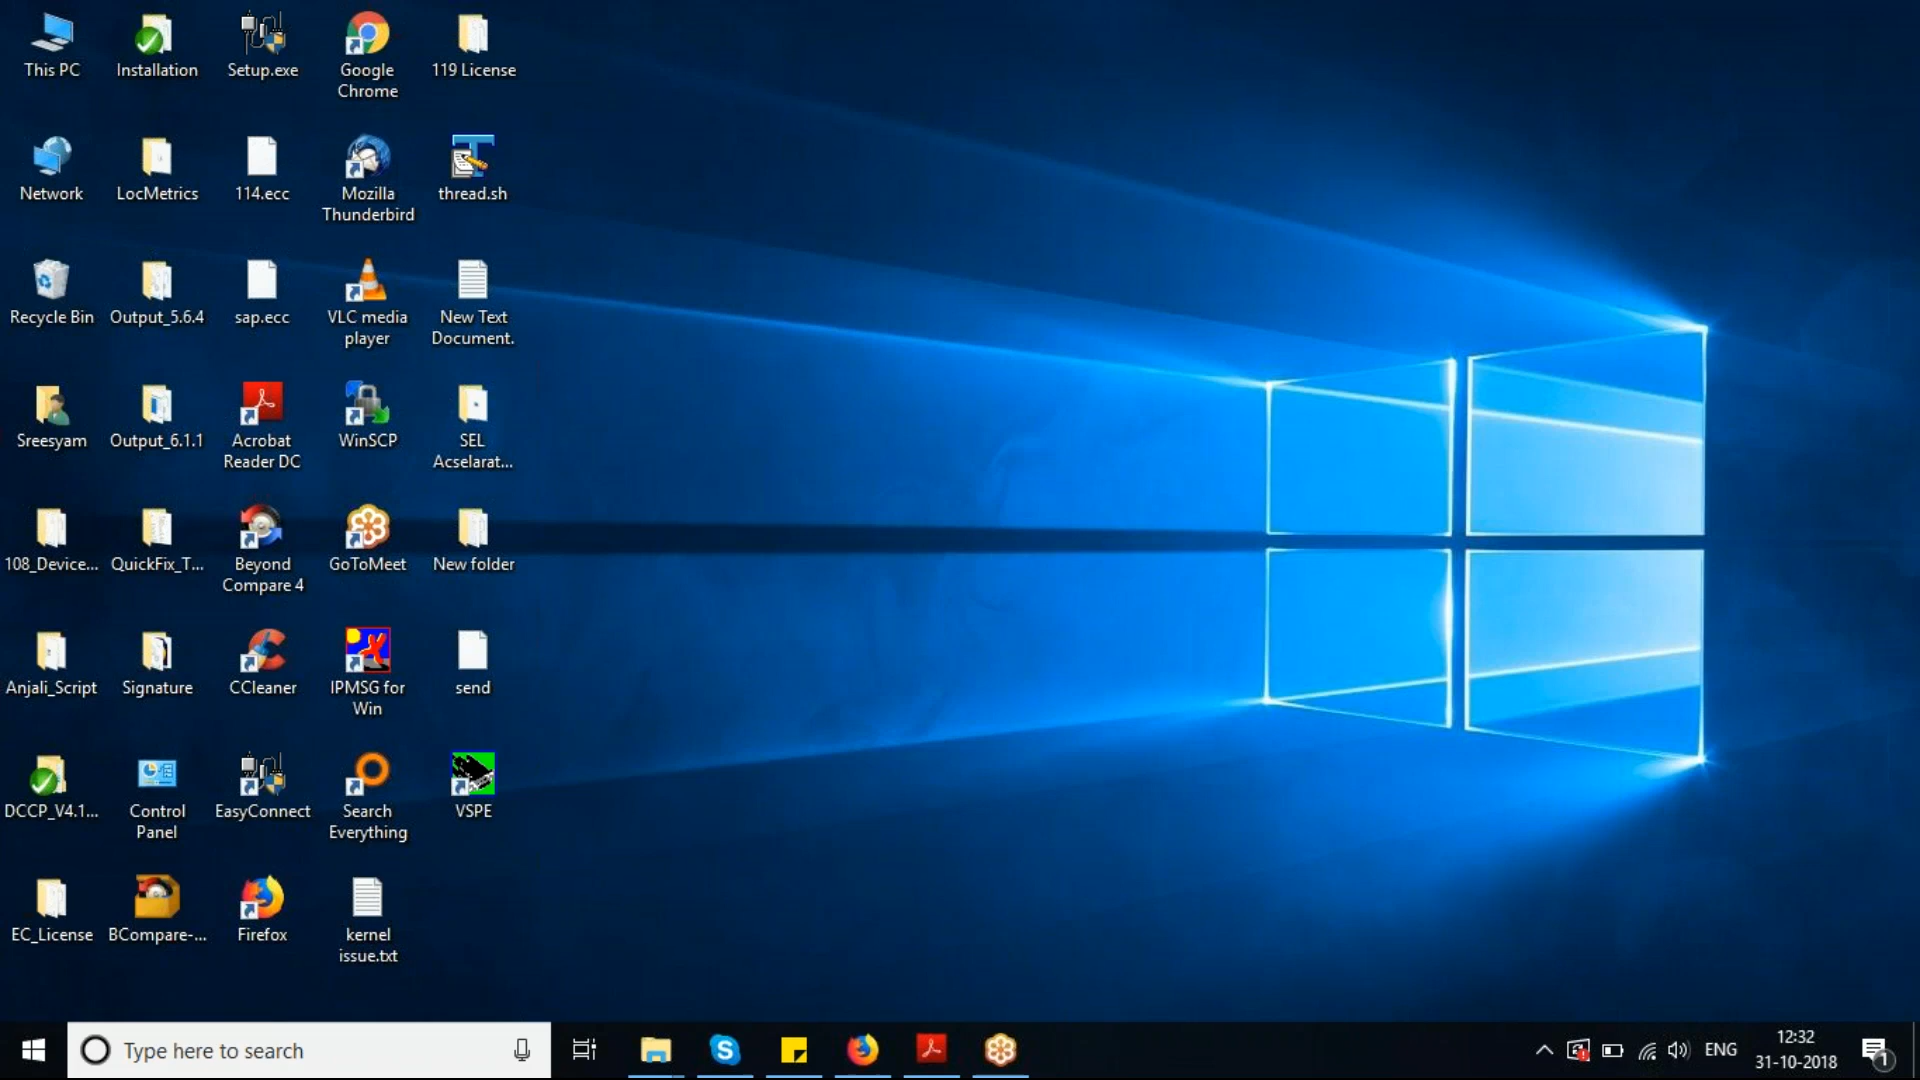 This PC
Installation
Setup.exe
Google
Chrome
119 License
Network
LocMetrics
114.ecc
Mozilla
Thunderbird
thread.sh
Recycle Bin
Output_5.6.4
sap.ecc
VLC media
player
New Text
Document.
Sreesyam
Output_6.1.1
Acrobat
Reader DC
WinSCP
SEL
Acselarat...
108_Device...
QuickFix_T...
Beyond
Compare 4
GoToMeet
New folder
Anjali_Script
Signature
CCleaner
IPMSG for
Win
send
DCCP_V4.1...
Control
Panel
EasyConnect
Search
Everything
VSPE
EC_License
BCompare-...
Firefox
kernel
issue.txt
Type here to search
ENG
12:32
31-10-2018
1